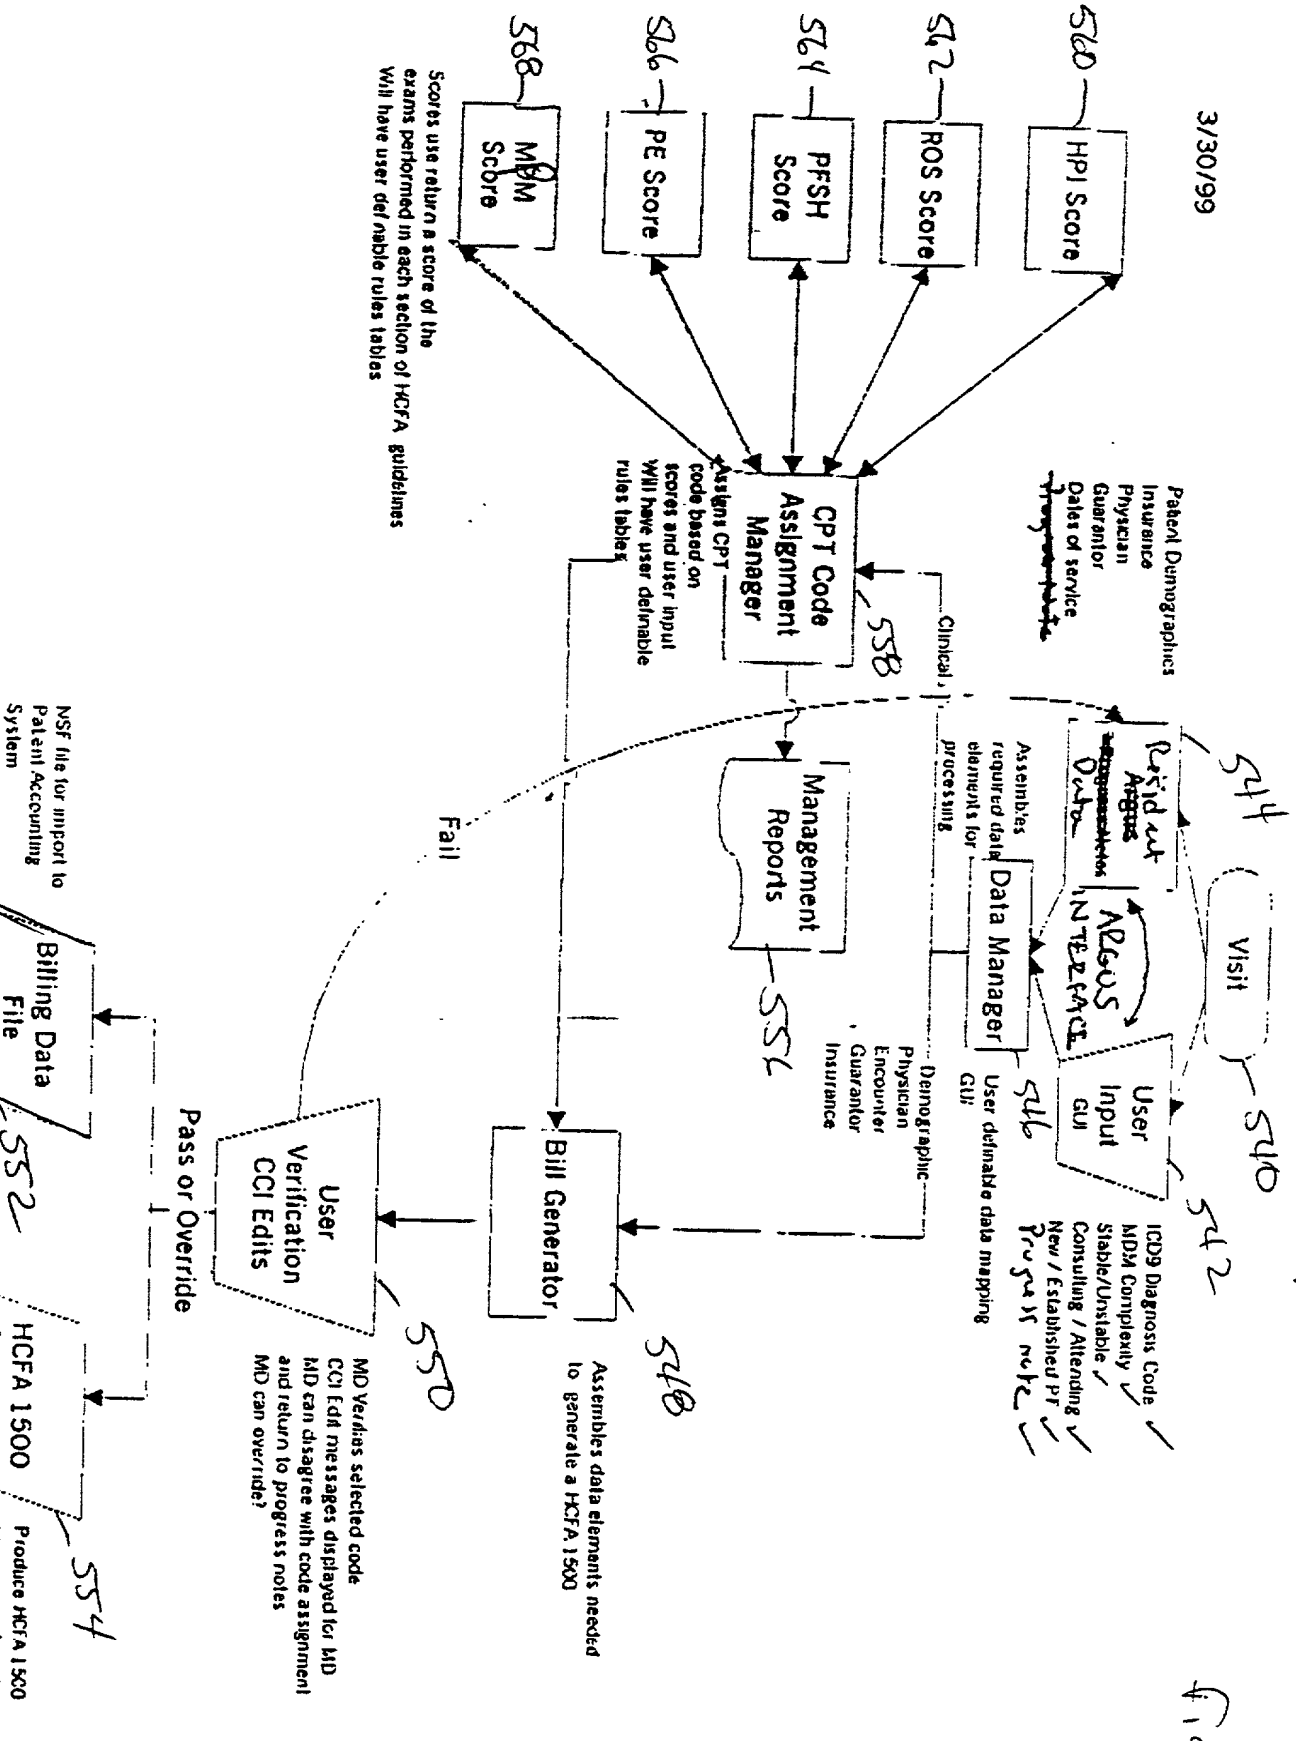 3/30/99
Visit
540
544
Resident
Argus
Data
ARGUS
INTERFACE
User
Input
GUI
542
Patient Demographics
Insurance
Physician
Guarantor
Dates of service
ICD9 Diagnosis Code ✓
MDM Complexity ✓
Stable/Unstable ✓
Consulting / Attending ✓
New / Established PT ✓
Progress note ✓
Assembles
required data
elements for
processing
Data Manager
546
User definable data mapping
GUI
Clinical
Demographic
Physician
Encounter
Guarantor
Insurance
560
HPI Score
562
ROS Score
564
PFSH
Score
566
PE Score
568
MDM
Score
Scores use return a score of the
exams performed in each section of HCFA guidelines
Will have user definable rules tables
558
CPT Code
Assignment
Manager
Assigns CPT
code based on
scores and user input
Will have user definable
rules tables
Management
Reports
556
Bill Generator
548
Assembles data elements needed
to generate a HCFA 1500
Fail
User
Verification
CCI Edits
550
MD Verifies selected code
CCI Edit messages displayed for MD
MD can disagree with code assignment
and return to progress notes
MD can override?
Pass or Override
NSF file for import to
Patent Accounting
System
Billing Data
File
552
HCFA 1500
554
Produce HCFA 1500